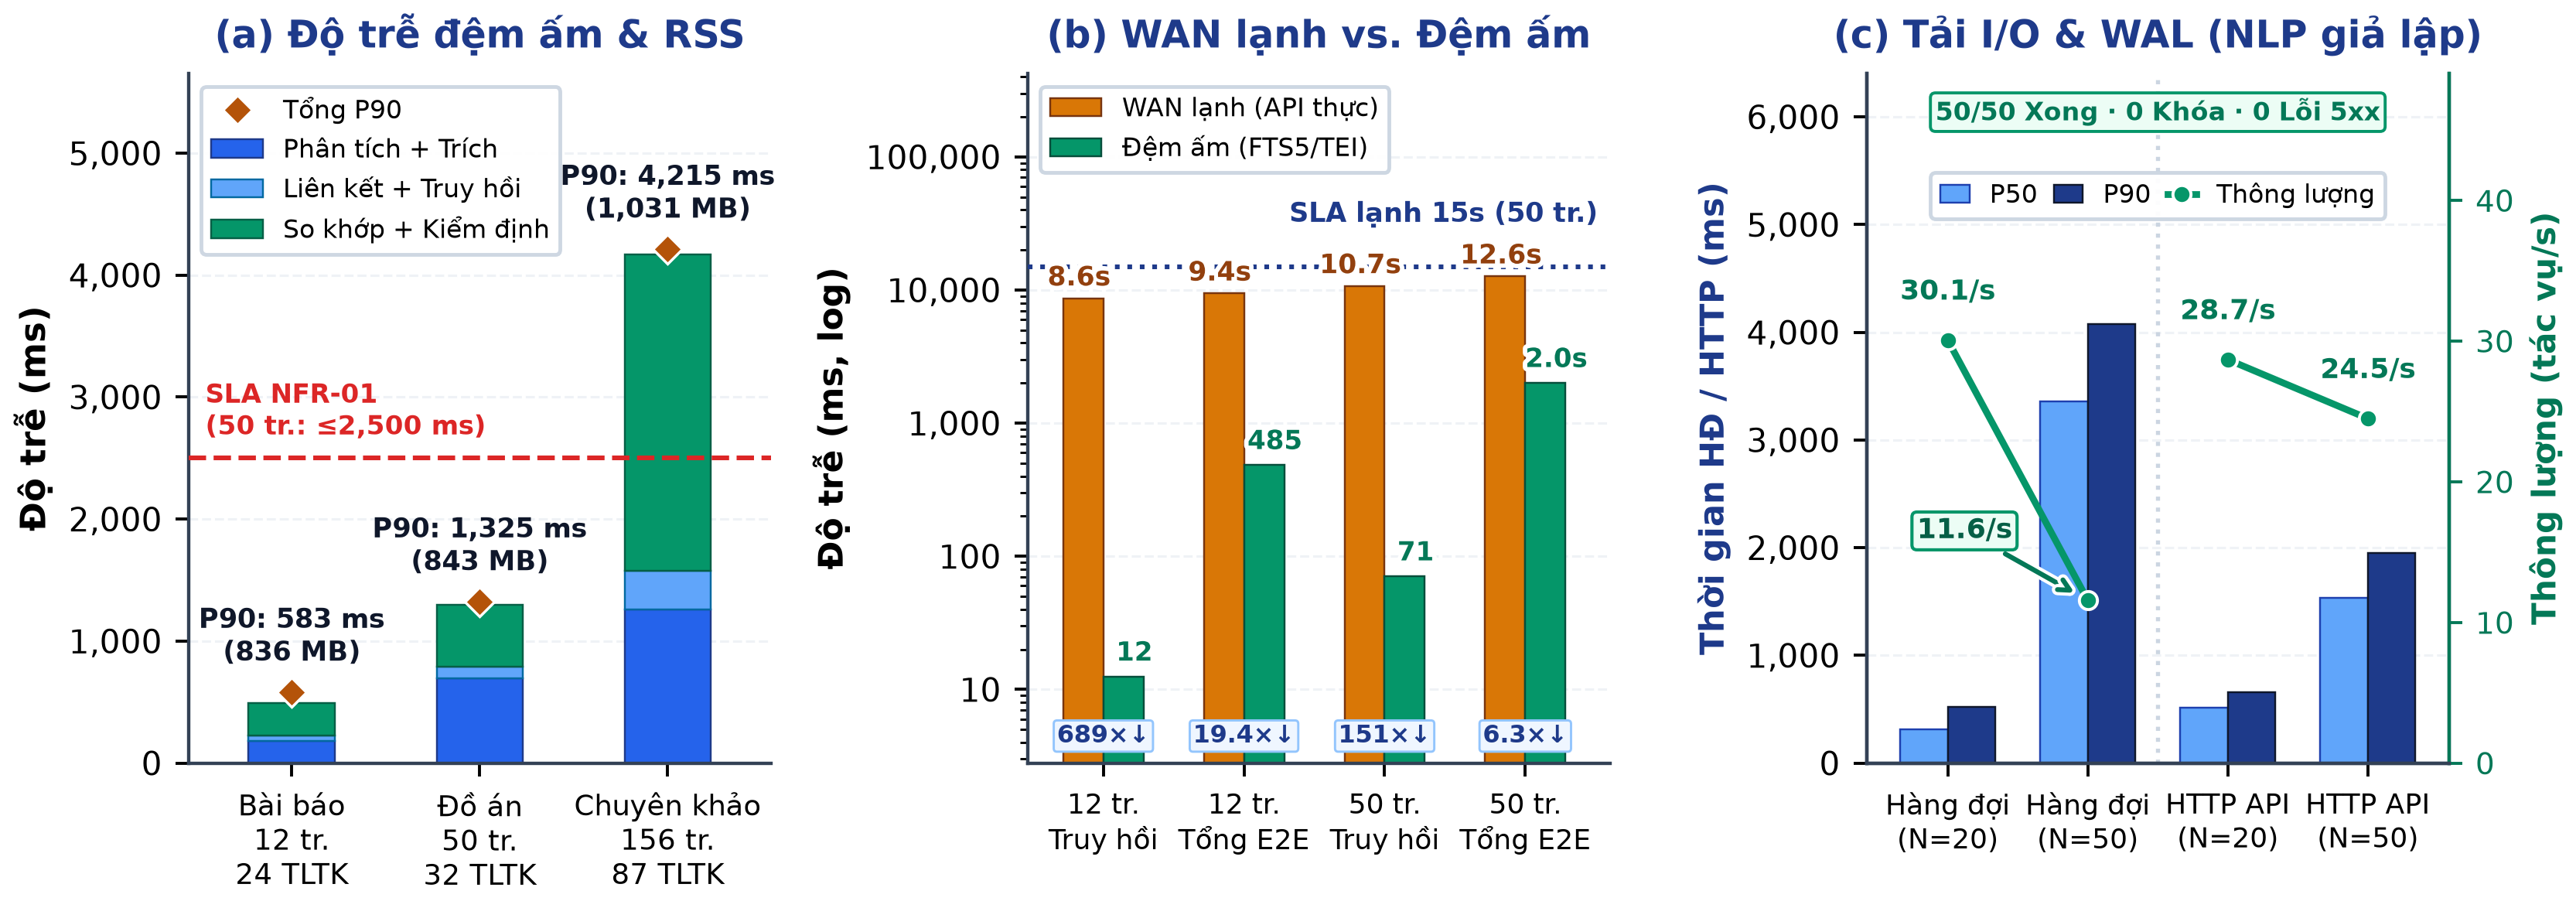 (a) Độ trễ đệm ấm & RSS
Độ trễ (ms)
5,000
4,000
3,000
2,000
1,000
0
Tổng P90
Phân tích + Trích
Liên kết + Truy hồi
So khớp + Kiểm định
P90: 4,215 ms
(1,031 MB)
SLA NFR-01
(50 tr.: ≤2,500 ms)
P90: 1,325 ms
(843 MB)
P90: 583 ms
(836 MB)
Bài báo
12 tr.
24 TLTK
Đồ án
50 tr.
32 TLTK
Chuyên khảo
156 tr.
87 TLTK
(b) WAN lạnh vs. Đệm ấm
Độ trễ (ms, log)
100,000
10,000
1,000
100
10
WAN lạnh (API thực)
Đệm ấm (FTS5/TEI)
SLA lạnh 15s (50 tr.)
8.6s
9.4s
10.7s
12.6s
2.0s
485
71
12
689×↓
19.4×↓
151×↓
6.3×↓
12 tr.
Truy hồi
12 tr.
Tổng E2E
50 tr.
Truy hồi
50 tr.
Tổng E2E
(c) Tải I/O & WAL (NLP giả lập)
Thời gian HĐ / HTTP (ms)
6,000
5,000
4,000
3,000
2,000
1,000
0
50/50 Xong · 0 Khóa · 0 Lỗi 5xx
P50
P90
Thông lượng
30.1/s
28.7/s
24.5/s
11.6/s
40
30
20
10
0
Thông lượng (tác vụ/s)
Hàng đợi
(N=20)
Hàng đợi
(N=50)
HTTP API
(N=20)
HTTP API
(N=50)